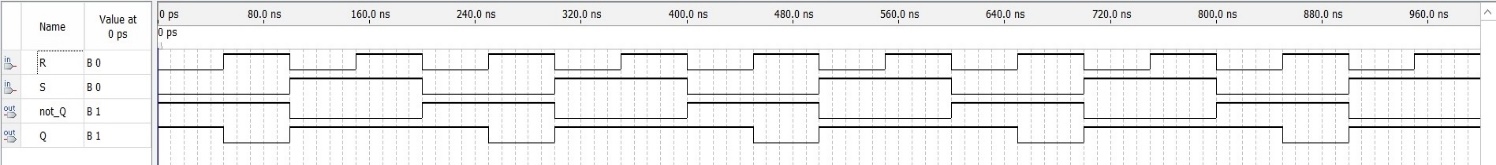 Name Value at 0 ps
0 ps 80.0 ns 160.0 ns 240.0 ns 320.0 ns 400.0 ns 480.0 ns 560.0 ns 640.0 ns 720.0 ns 800.0 ns 880.0 ns 960.0 ns
0 ps
in R B 0
in S B 0
out not_Q B 1
out Q B 1